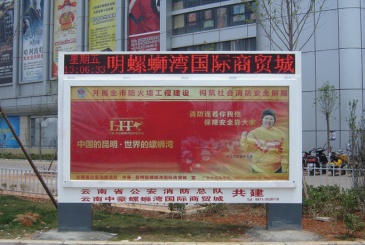 星期五
13:06:33
明螺蛳湾国际商贸城
开展全市防火墙工程建设 构筑社会消防安全屏障
消防连着你我他
保障安全靠大家
中国的昆明·世界的螺蛳湾
云南省公安消防总队 共建
云南中豪螺蛳湾国际商贸城